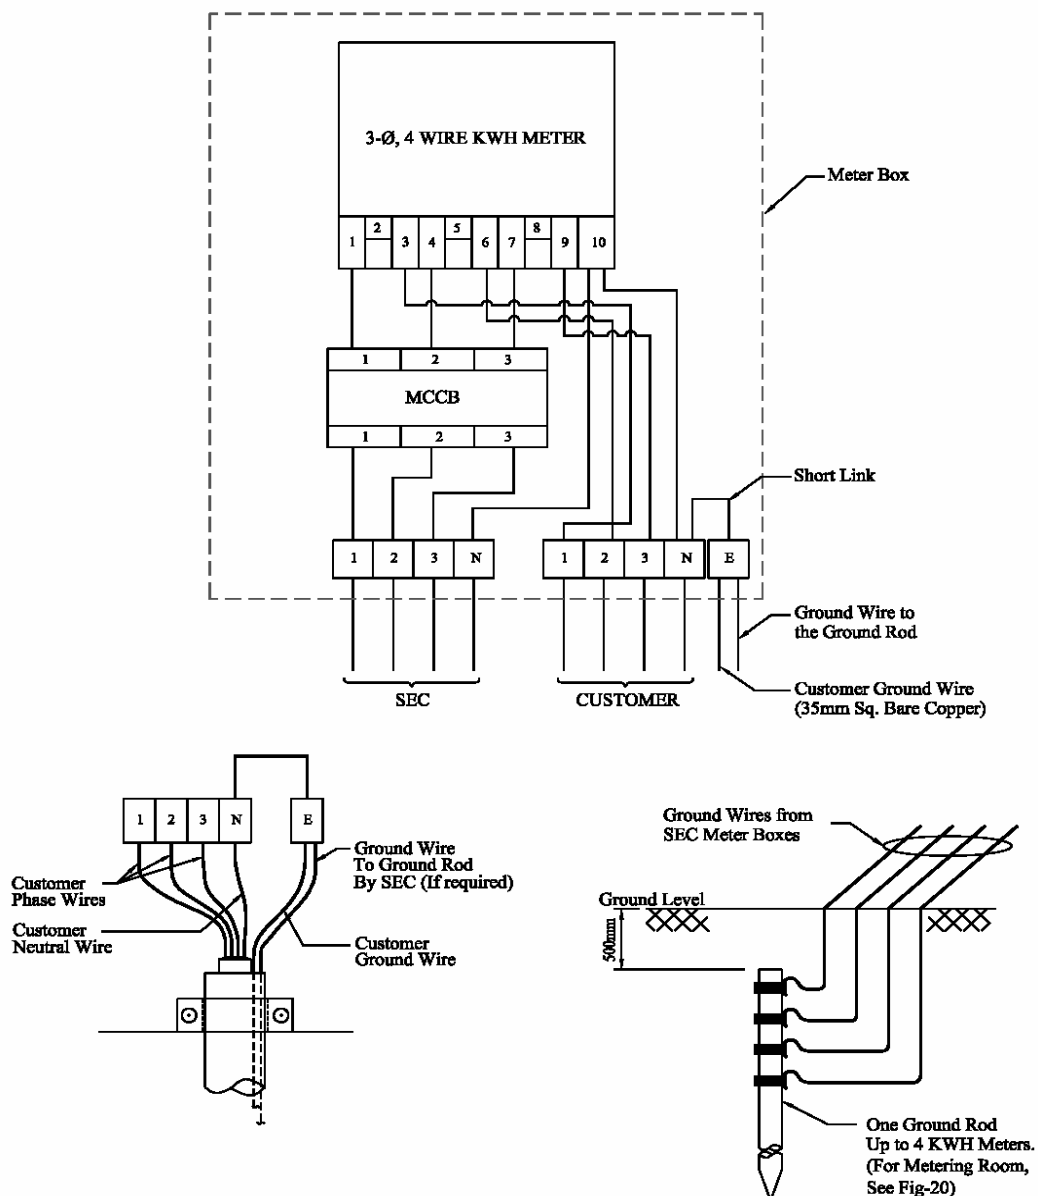 3-Ø, 4 WIRE KWH METER
Meter Box
1 2 3 4 5 6 7 8 9 10
1 2 3
MCCB
1 2 3
Short Link
1 2 3 N
1 2 3 N E
Ground Wire to
the Ground Rod
SEC
CUSTOMER
Customer Ground Wire
(35mm Sq. Bare Copper)
1 2 3 N E
Ground Wire
To Ground Rod
By SEC (If required)
Customer
Phase Wires
Customer
Neutral Wire
Customer
Ground Wire
Ground Wires from
SEC Meter Boxes
Ground Level
500mm
One Ground Rod
Up to 4 KWH Meters.
(For Metering Room,
See Fig-20)